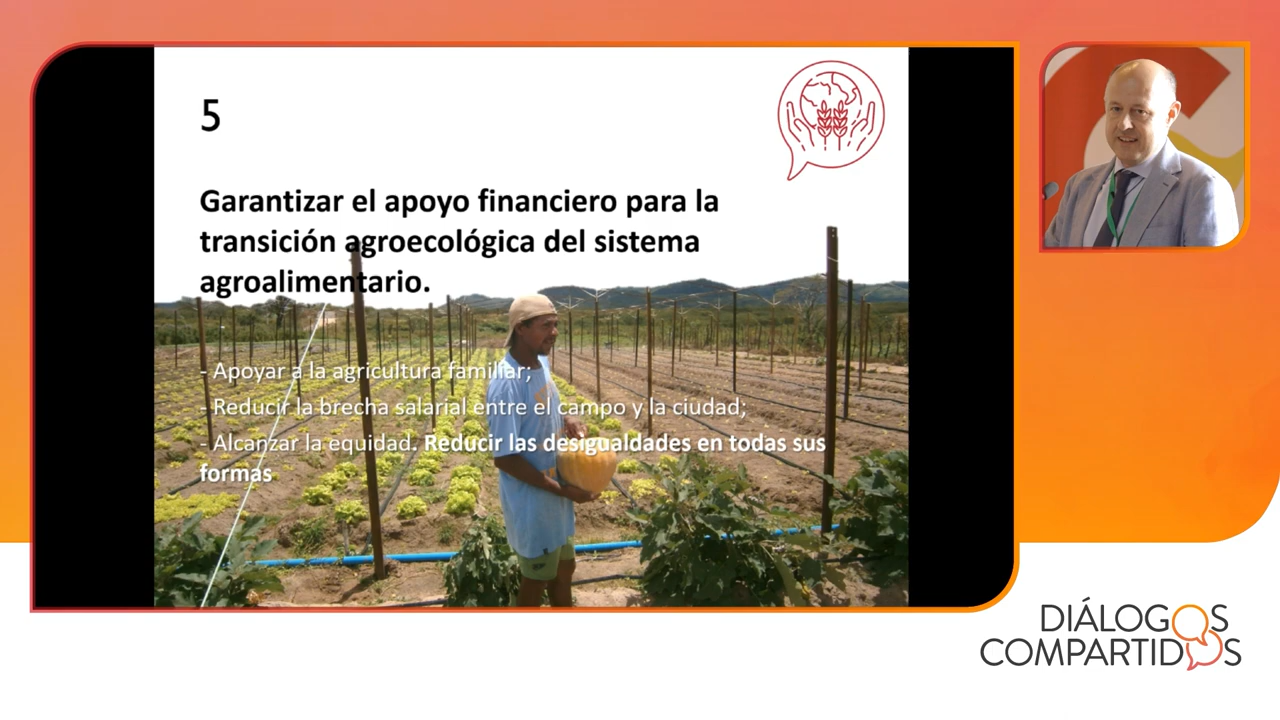 5
Garantizar el apoyo financiero para la
transición agroecológica del sistema
agroalimentario.
- Apoyar a la agricultura familiar;
- Reducir la brecha salarial entre el campo y la ciudad;
- Alcanzar la equidad. Reducir las desigualdades en todas sus
formas
DIÁLOGOS
COMPARTIDOS